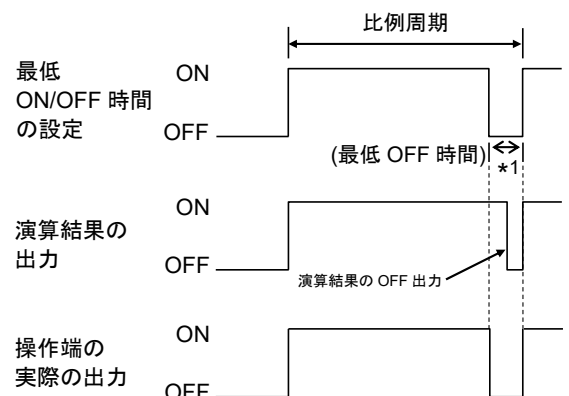 比例周期
最低
ON/OFF 時間
の設定
ON
OFF
(最低 OFF 時間)
*1
演算結果の
出力
ON
OFF
演算結果の OFF 出力
操作端の
実際の出力
ON
OFF